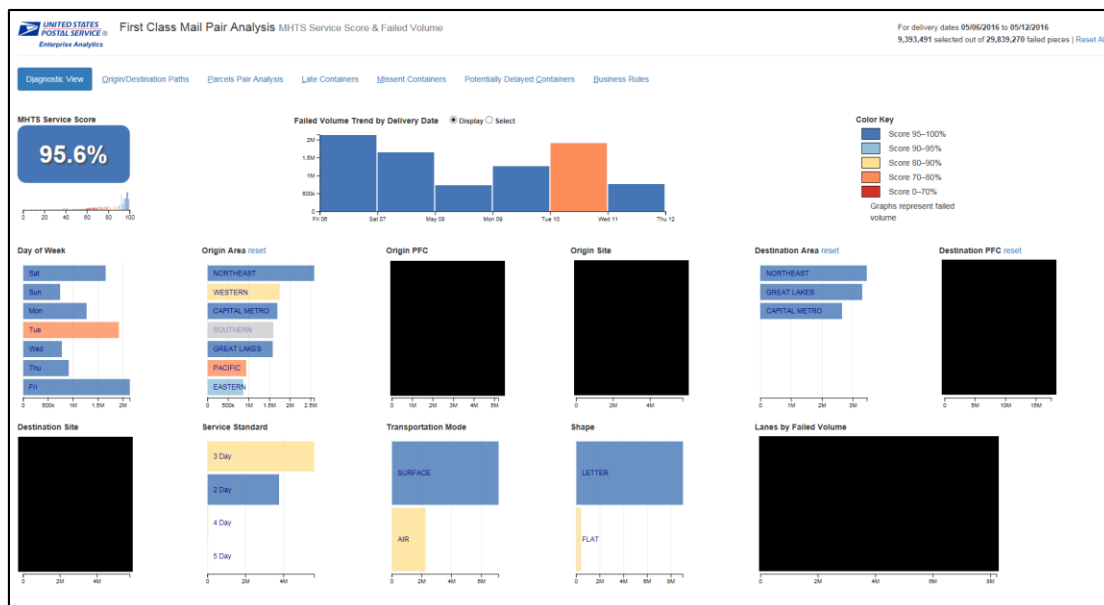 UNITED STATES
POSTAL SERVICE ®
Enterprise Analytics
First Class Mail Pair Analysis MHTS Service Score & Failed Volume
For delivery dates 05/06/2016 to 05/12/2016
9,393,491 selected out of 29,839,270 failed pieces | Reset Al
Diagnostic View Origin/Destination Paths Parcels Pair Analysis Late Containers Missent Containers Potentially Delayed Containers Business Rules
MHTS Service Score
95.6%
0 20 40 60 80 100
Failed Volume Trend by Delivery Date Display Select
2M
1.5M
1M
500k
0
Fri 06 Sat 07 May 08 Mon 09 Tue 10 Wed 11 Thu 12
Color Key
Score 95–100%
Score 90–95%
Score 80–90%
Score 70–80%
Score 0–70%
Graphs represent failed
volume
Day of Week
Sat
Sun
Mon
Tue
Wed
Thu
Fri
0 500k 1M 1.5M 2M
Origin Area reset
NORTHEAST
WESTERN
CAPITAL METRO
SOUTHERN
GREAT LAKES
PACIFIC
EASTERN
0 500k 1M 1.5M 2M 2.5M
Origin PFC
0 1M 2M 3M 4M 5M
Origin Site
0 2M 4M
Destination Area reset
NORTHEAST
GREAT LAKES
CAPITAL METRO
0 1M 2M 3M
Destination PFC reset
0 5M 10M 15M
Destination Site
0 2M 4M
Service Standard
3 Day
2 Day
4 Day
5 Day
0 2M 4M
Transportation Mode
SURFACE
AIR
0 2M 4M 6M
Shape
LETTER
FLAT
0 2M 4M 6M 8M
Lanes by Failed Volume
0 2M 4M 6M 8M